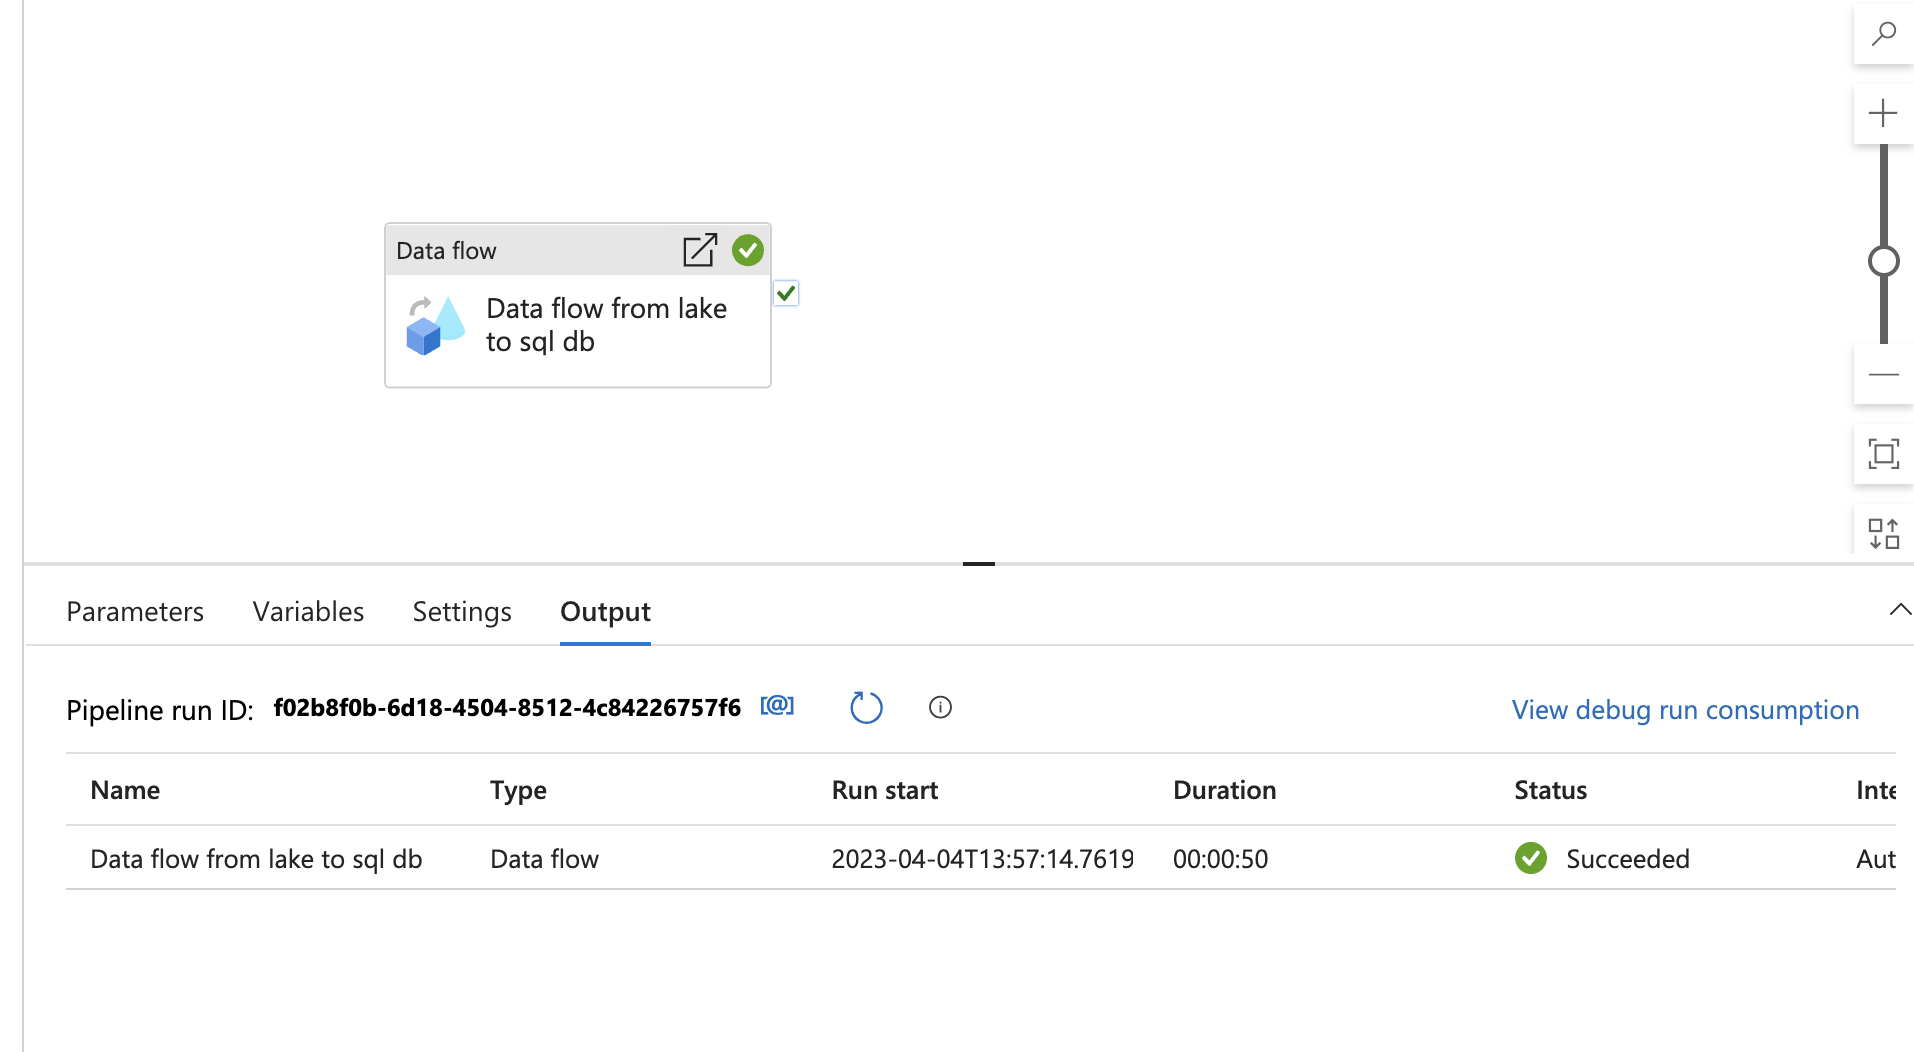 Data flow
Data flow from lake
to sql db
Parameters Variables Settings Output
Pipeline run ID: f02b8f0b-6d18-4504-8512-4c84226757f6 [@] View debug run consumption
Name Type Run start Duration Status Inte
Data flow from lake to sql db Data flow 2023-04-04T13:57:14.7619 00:00:50 Succeeded Aut